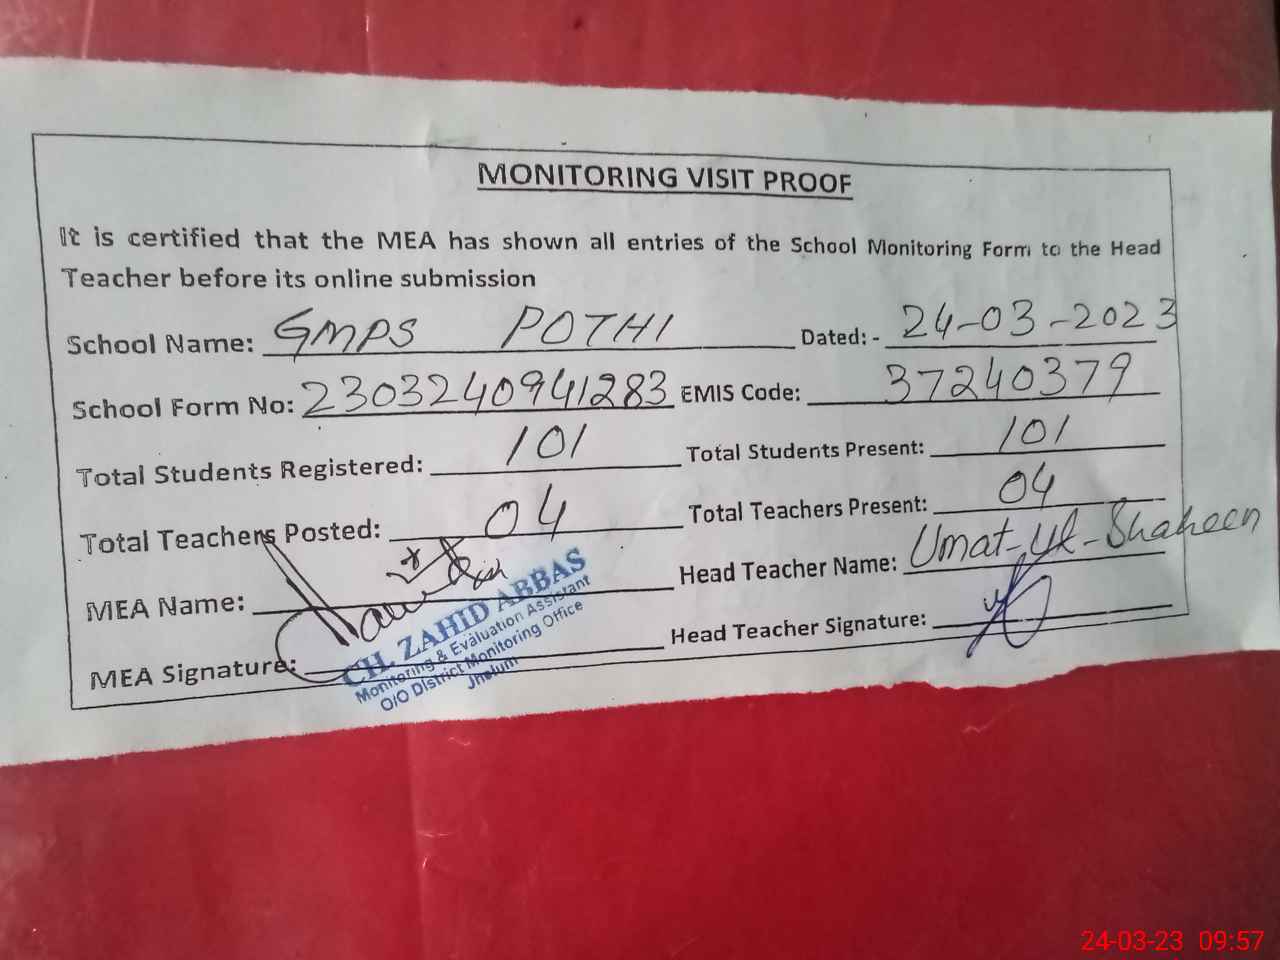 MONITORING VISIT PROOF
It is certified that the MEA has shown all entries of the School Monitoring Form to the Head
Teacher before its online submission
School Name: GMPS POTHI Dated: - 24-03-2023
School Form No: 2303240941283 EMIS Code: 37240379
Total Students Registered: 101 Total Students Present: 101
Total Teachers Posted: 04 Total Teachers Present: 04
MEA Name: Head Teacher Name: Umat-Ul-Shaheen
MEA Signature: Head Teacher Signature:
CH. ZAHID ABBAS
Monitoring & Evaluation Assistant
O/O District Monitoring Office
Jhelum
24-03-23 09:57